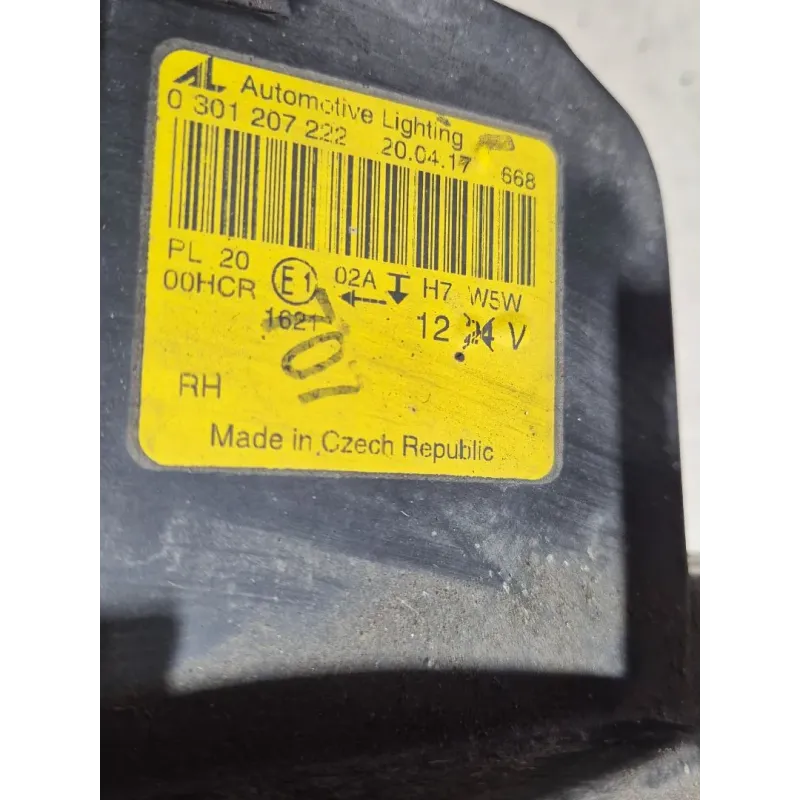 AL Automotive Lighting
0 301 207 222 20.04.17 668
PL 20 E1 02A H7 W5W
00HCR
1621 12 V
701
RH
Made in Czech Republic